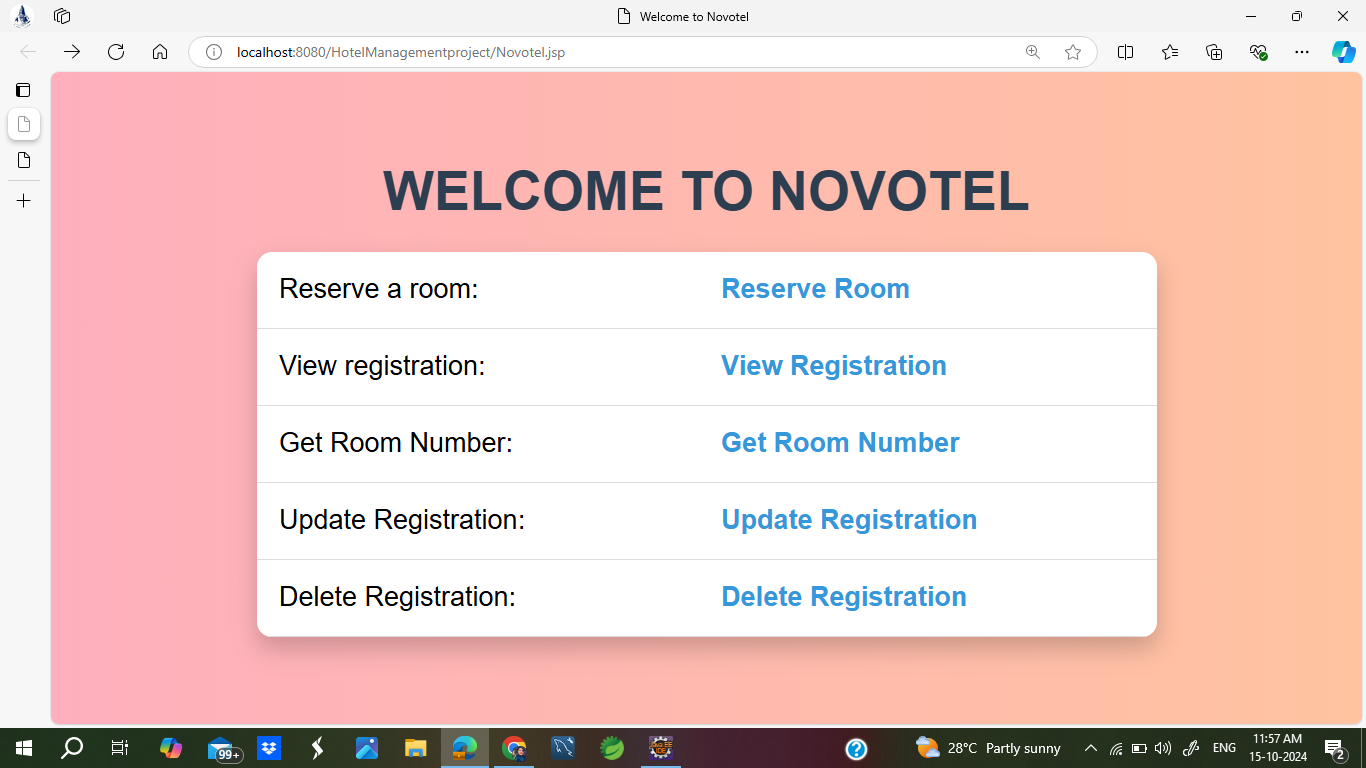 Welcome to Novotel
localhost:8080/HotelManagementproject/Novotel.jsp
WELCOME TO NOVOTEL
Reserve a room: Reserve Room
View registration: View Registration
Get Room Number: Get Room Number
Update Registration: Update Registration
Delete Registration: Delete Registration
99+
28°C Partly sunny
ENG
11:57 AM
15-10-2024
2